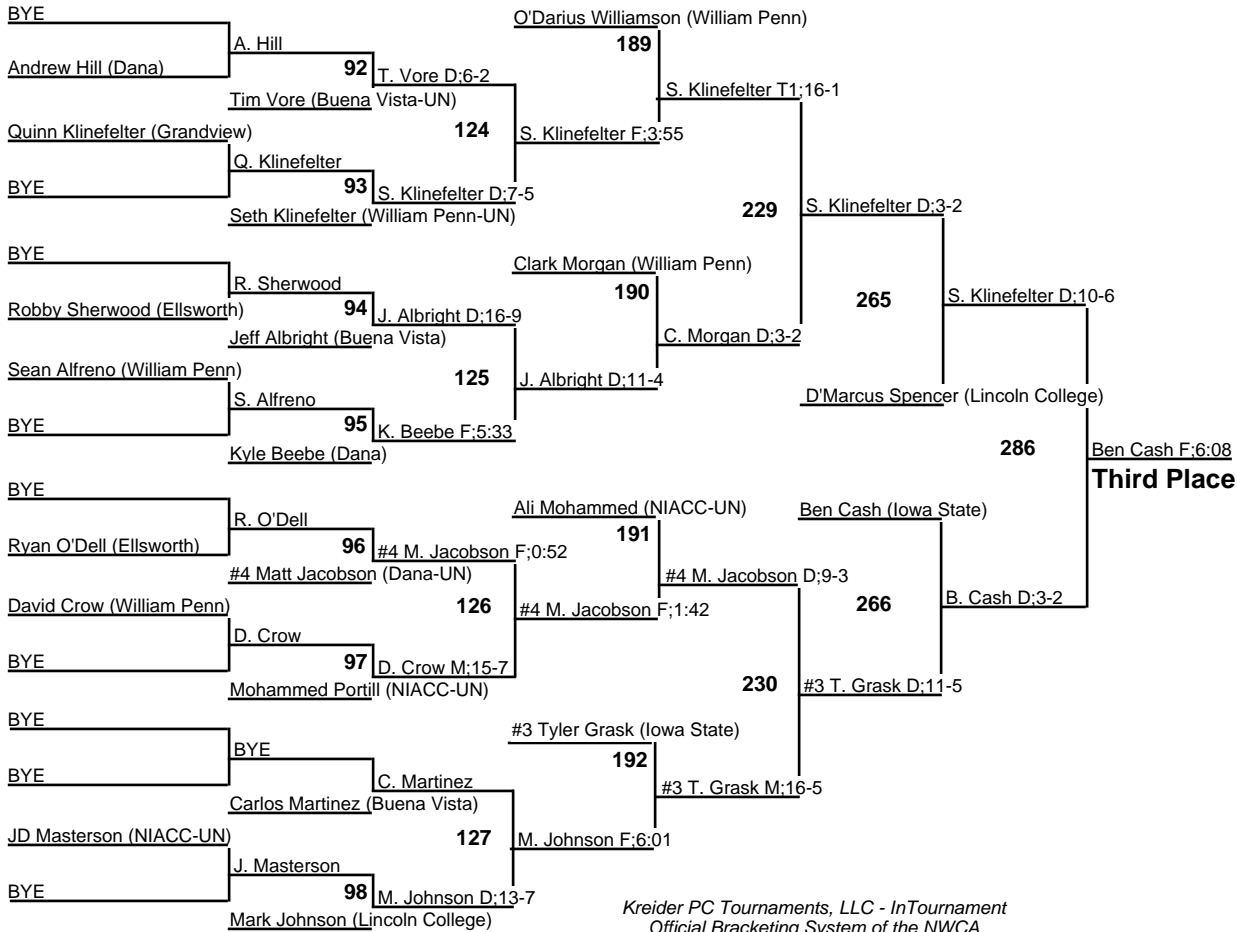 BYE
O'Darius Williamson (William Penn)
189
A. Hill
Andrew Hill (Dana)
92
T. Vore D;6-2
S. Klinefelter T1;16-1
Tim Vore (Buena Vista-UN)
Quinn Klinefelter (Grandview)
124
S. Klinefelter F;3:55
Q. Klinefelter
BYE
93
S. Klinefelter D;7-5
229
S. Klinefelter D;3-2
Seth Klinefelter (William Penn-UN)
BYE
Clark Morgan (William Penn)
R. Sherwood
190
265
S. Klinefelter D;10-6
Robby Sherwood (Ellsworth)
94
J. Albright D;16-9
Jeff Albright (Buena Vista)
C. Morgan D;3-2
Sean Alfreno (William Penn)
125
J. Albright D;11-4
S. Alfreno
D'Marcus Spencer (Lincoln College)
BYE
95
K. Beebe F;5:33
Kyle Beebe (Dana)
286
Ben Cash F;6:08
Third Place
BYE
Ali Mohammed (NIACC-UN)
Ben Cash (Iowa State)
R. O'Dell
191
Ryan O'Dell (Ellsworth)
96
#4 M. Jacobson F;0:52
#4 Matt Jacobson (Dana-UN)
#4 M. Jacobson D;9-3
David Crow (William Penn)
126
#4 M. Jacobson F;1:42
266
B. Cash D;3-2
D. Crow
BYE
97
D. Crow M;15-7
Mohammed Portill (NIACC-UN)
230
#3 T. Grask D;11-5
BYE
#3 Tyler Grask (Iowa State)
BYE
192
BYE
C. Martinez
#3 T. Grask M;16-5
Carlos Martinez (Buena Vista)
JD Masterson (NIACC-UN)
127
M. Johnson F;6:01
J. Masterson
BYE
98
M. Johnson D;13-7
Mark Johnson (Lincoln College)
Kreider PC Tournaments, LLC - InTournament
Official Bracketing System of the NWCA